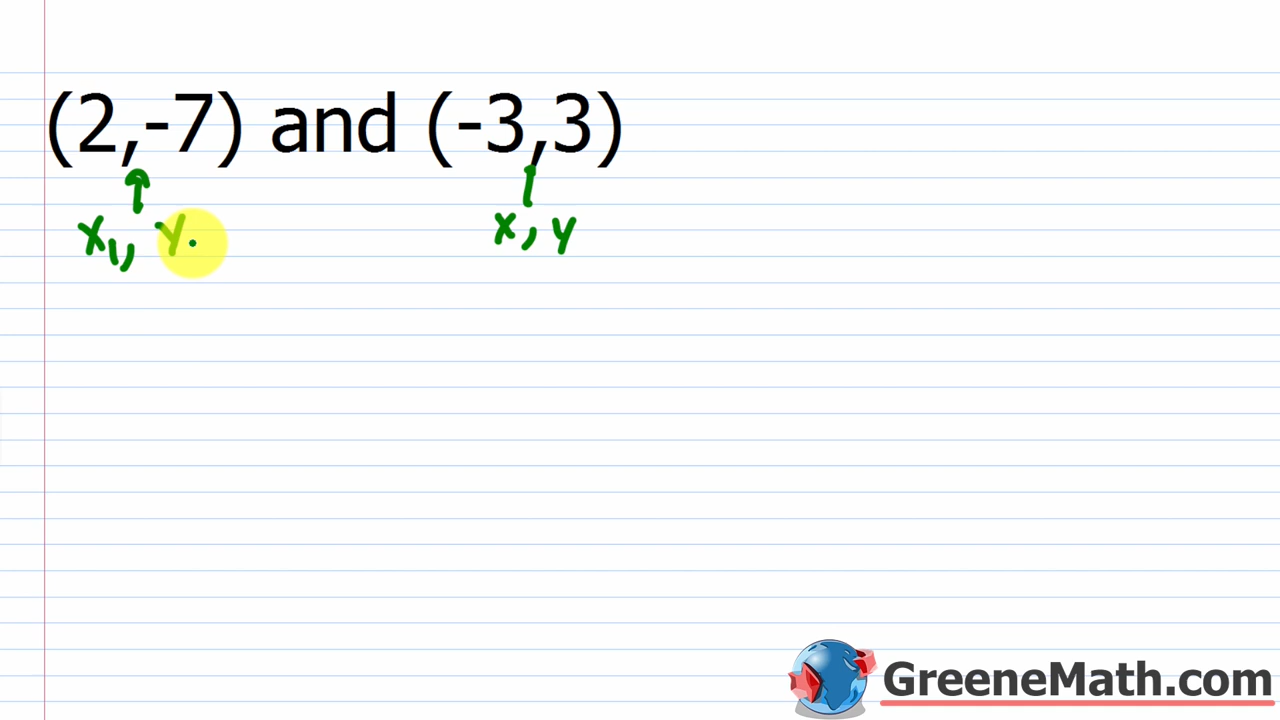 (2,-7) and (-3,3)
x₁, y x, y
GreeneMath.com